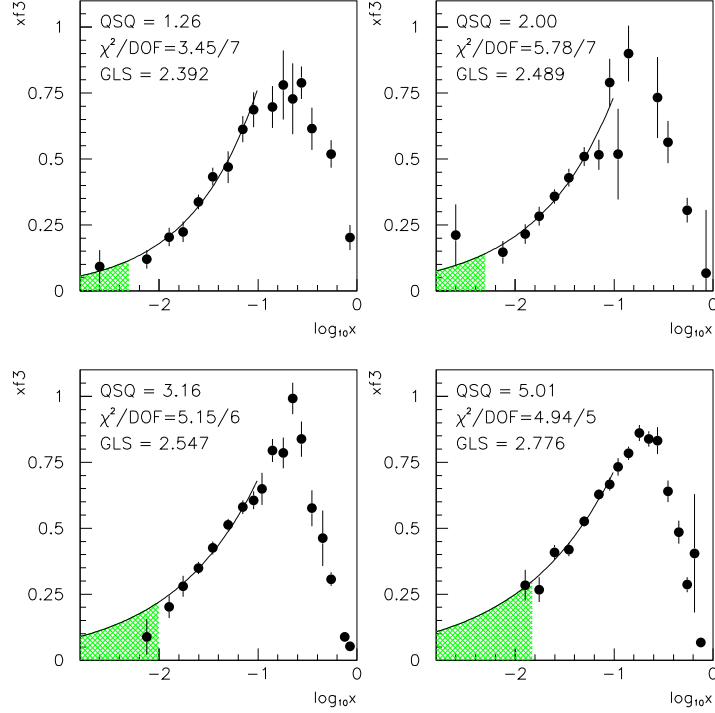 xf3
QSQ = 1.26
χ²/DOF=3.45/7
GLS = 2.392
1
0.75
0.5
0.25
0
−2
−1
0
log₁₀x
xf3
QSQ = 2.00
χ²/DOF=5.78/7
GLS = 2.489
1
0.75
0.5
0.25
0
−2
−1
0
log₁₀x
xf3
QSQ = 3.16
χ²/DOF=5.15/6
GLS = 2.547
1
0.75
0.5
0.25
0
−2
−1
0
log₁₀x
xf3
QSQ = 5.01
χ²/DOF=4.94/5
GLS = 2.776
1
0.75
0.5
0.25
0
−2
−1
0
log₁₀x